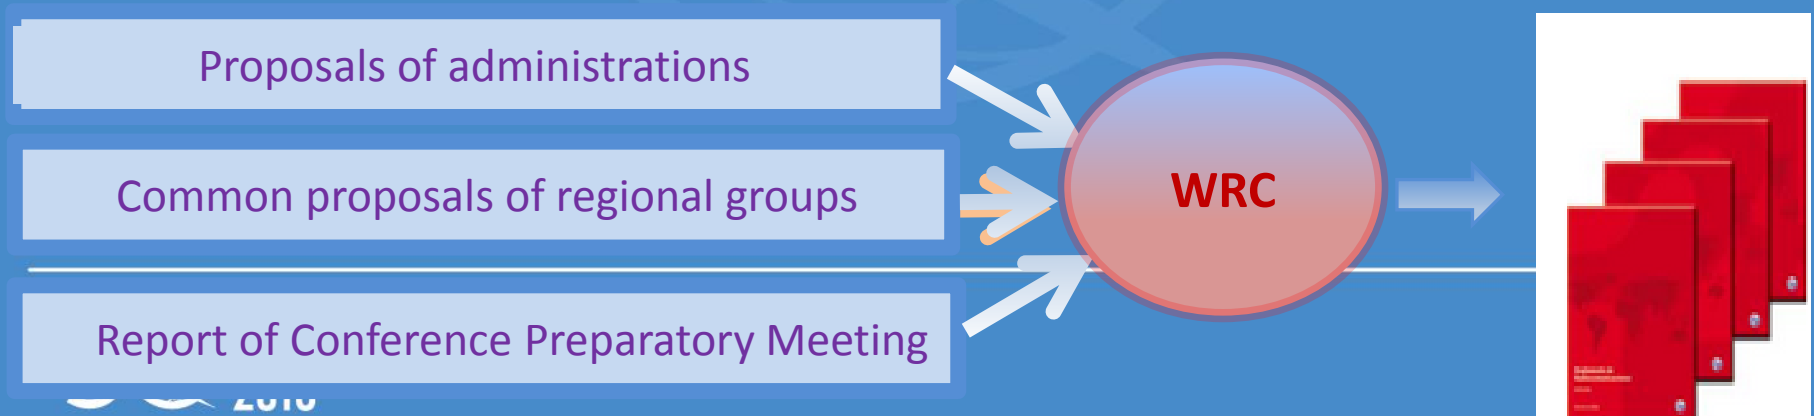 Proposals of administrations
Common proposals of regional groups
WRC
Report of Conference Preparatory Meeting